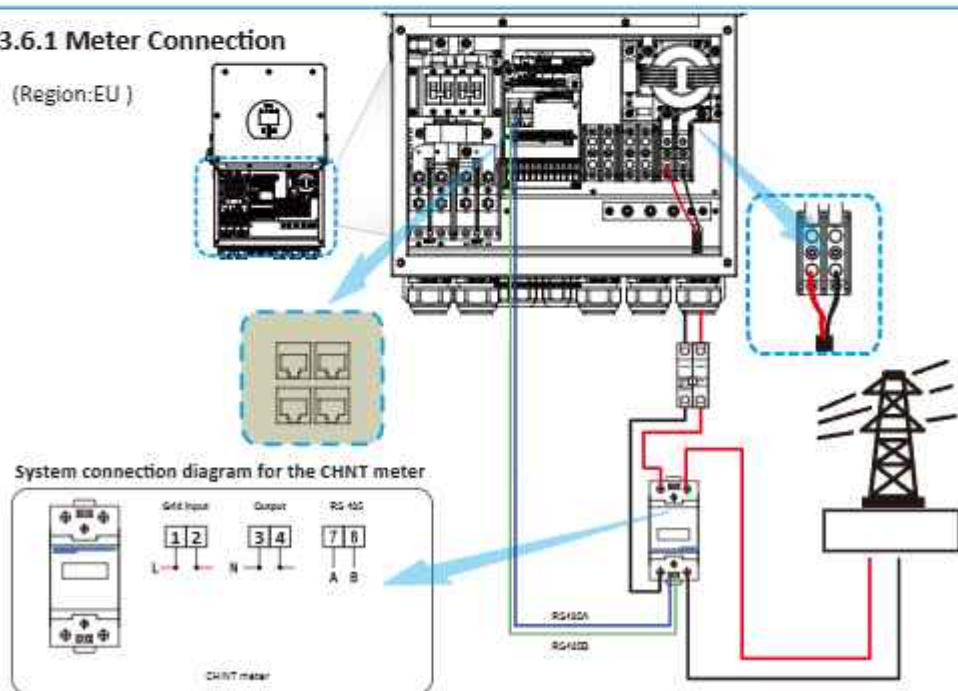 3.6.1 Meter Connection
(Region:EU )
System connection diagram for the CHNT meter
Grid Input
Output
RS 485
1 2
3 4
7 8
L
N
A B
RS485A
RS485B
CHINT meter